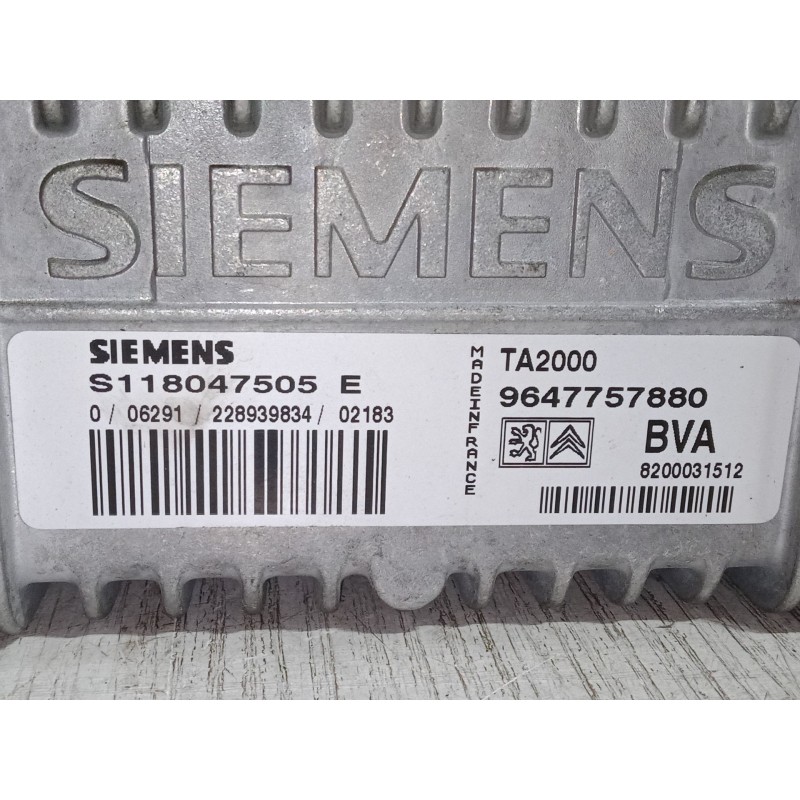 SIEMENS
SIEMENS
S118047505 E
0/ 06291/ 228939834/ 02183
MADEINFRANCE
TA2000
9647757880
BVA
8200031512